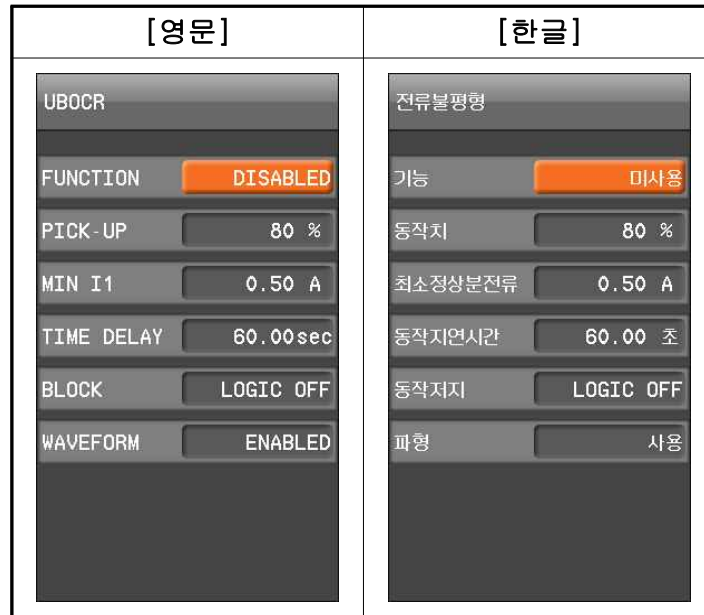 [영문]
[한글]
UBOCR
FUNCTION DISABLED
PICK-UP 80 %
MIN I1 0.50 A
TIME DELAY 60.00sec
BLOCK LOGIC OFF
WAVEFORM ENABLED
전류불평형
기능 미사용
동작치 80 %
최소정상분전류 0.50 A
동작지연시간 60.00 초
동작저지 LOGIC OFF
파형 사용